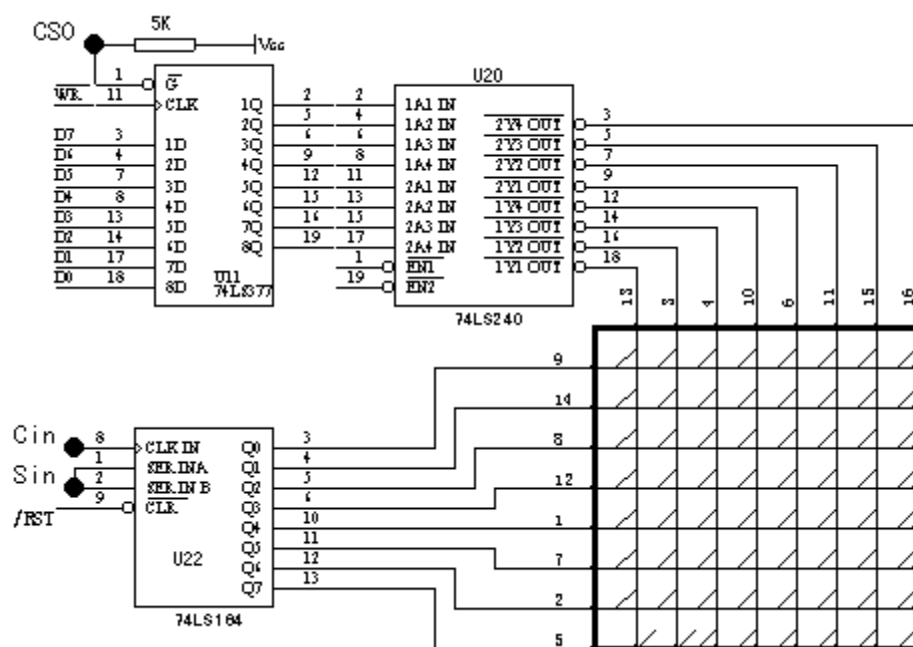 5K
CSO
Vcc
1 G
WR 11 CLK
D7 3 1D
D6 4 2D
D5 7 3D
D4 8 4D
D3 13 5D
D2 14 6D
D1 17 7D
D0 18 8D
1Q 2
2Q 5
3Q 6
4Q 9
5Q 12
6Q 15
7Q 16
8Q 19
U11
74LS377
U20
2 1A1 IN
4 1A2 IN
6 1A3 IN
8 1A4 IN
11 2A1 IN
13 2A2 IN
15 2A3 IN
17 2A4 IN
1 EN1
19 EN2
2Y4 OUT 3
2Y3 OUT 5
2Y2 OUT 7
2Y1 OUT 9
1Y4 OUT 12
1Y3 OUT 14
1Y2 OUT 16
1Y1 OUT 18
74LS240
13 3 4 10 6 11 15 16
9
14
8
12
1
7
2
5
Cin 8 CLK IN
1 SER IN A
Sin 2 SER IN B
/RST 9 CLR
Q0 3
Q1 4
Q2 5
Q3 6
Q4 10
Q5 11
Q6 12
Q7 13
U22
74LS164